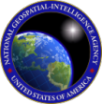 NATIONAL GEOSPATIAL-INTELLIGENCE AGENCY
UNITED STATES OF AMERICA